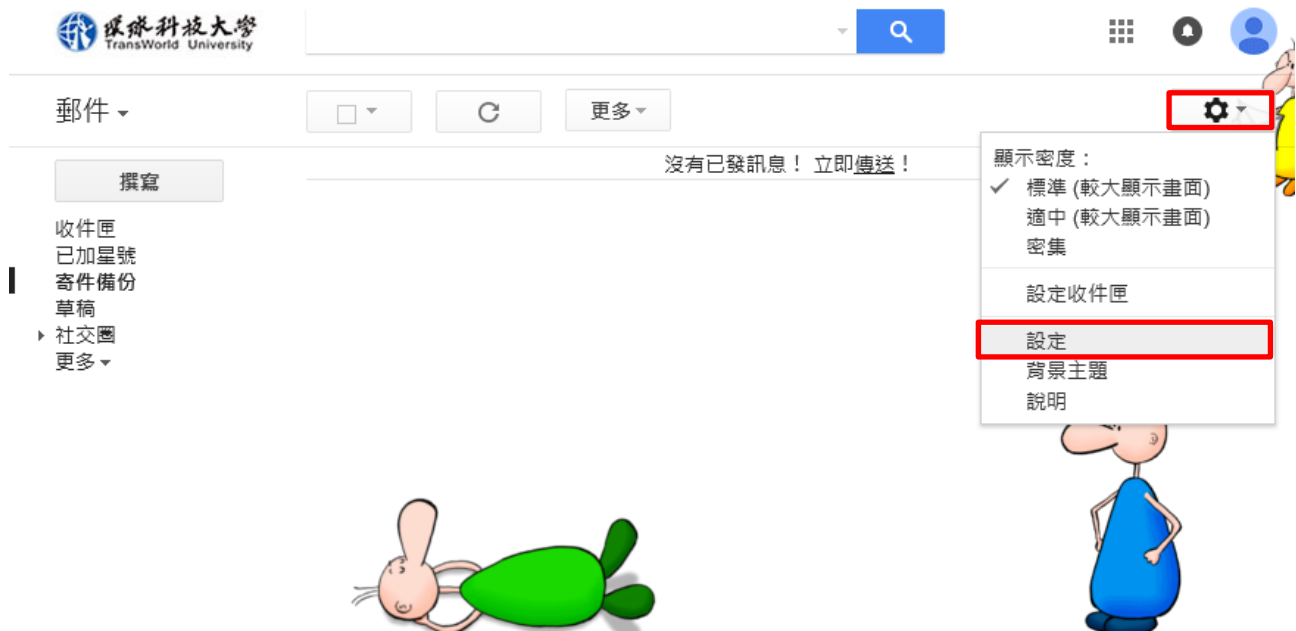 環球科技大學
TransWorld University
郵件
更多
沒有已發訊息！ 立即傳送！
撰寫
收件匣
已加星號
寄件備份
草稿
社交圈
更多
顯示密度：
標準 (較大顯示畫面)
適中 (較大顯示畫面)
密集
設定收件匣
設定
背景主題
說明